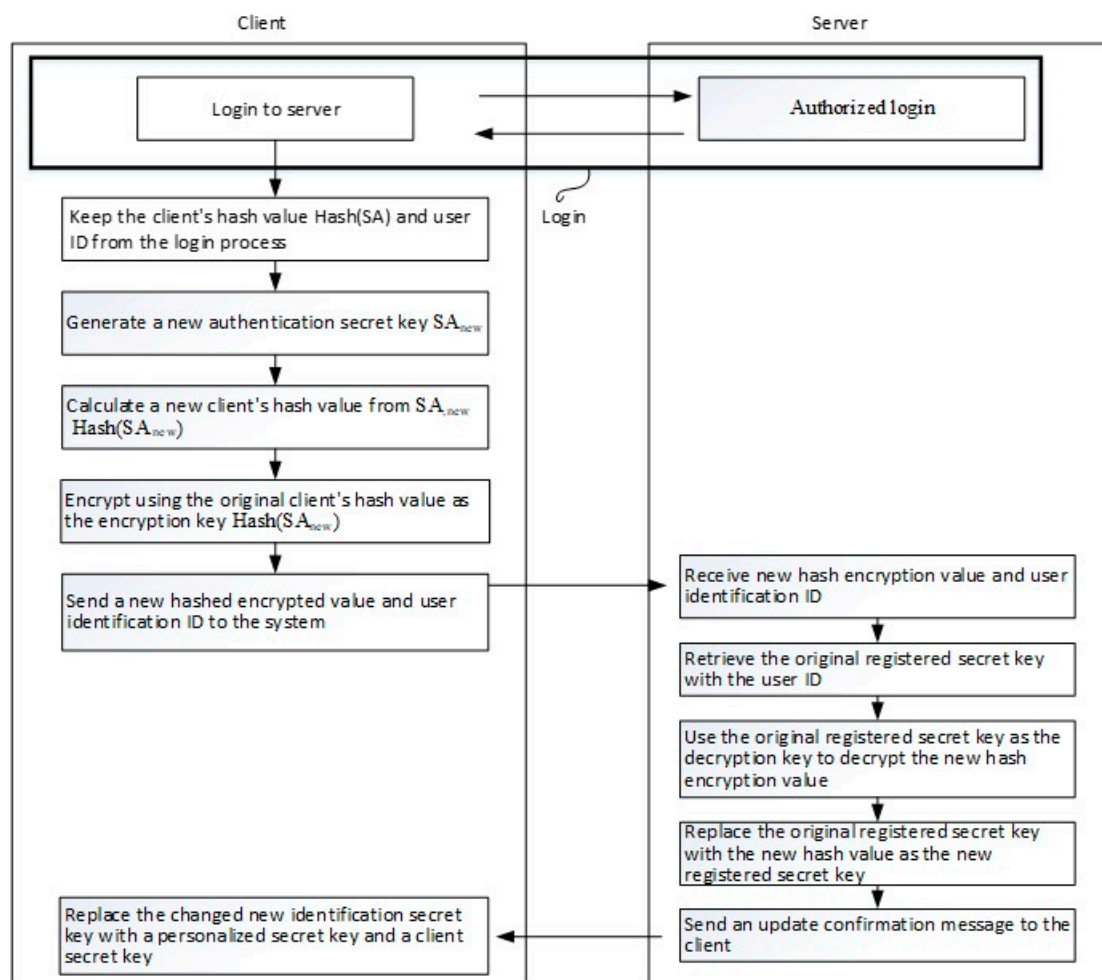 Client
Server
Login to server
Authorized login
Login
Keep the client's hash value Hash(SA) and user
ID from the login process
Generate a new authentication secret key SAnew
Calculate a new client's hash value from SA,new
Hash(SAnew)
Encrypt using the original client's hash value as
the encryption key Hash(SAnew)
Send a new hashed encrypted value and user
identification ID to the system
Receive new hash encryption value and user
identification ID
Retrieve the original registered secret key
with the user ID
Use the original registered secret key as the
decryption key to decrypt the new hash
encryption value
Replace the original registered secret key
with the new hash value as the new
registered secret key
Send an update confirmation message to the
client
Replace the changed new identification secret
key with a personalized secret key and a client
secret key